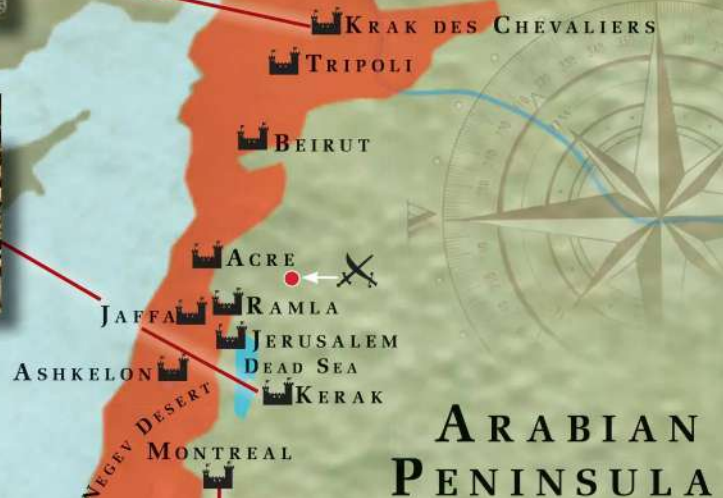 KRAK DES CHEVALIERS
TRIPOLI
BEIRUT
ACRE
RAMLA
JAFFA
JERUSALEM
DEAD SEA
ASHKELON
KERAK
NEGEV DESERT
MONTREAL
ARABIAN
PENINSULA